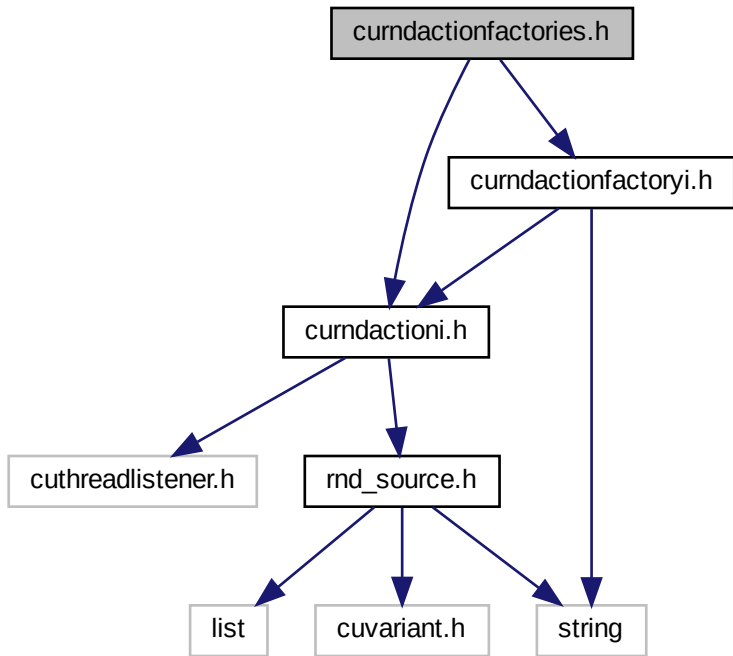 curndactionfactories.h
curndactionfactoryi.h
curndactioni.h
cuthreadlistener.h
rnd_source.h
list
cuvariant.h
string